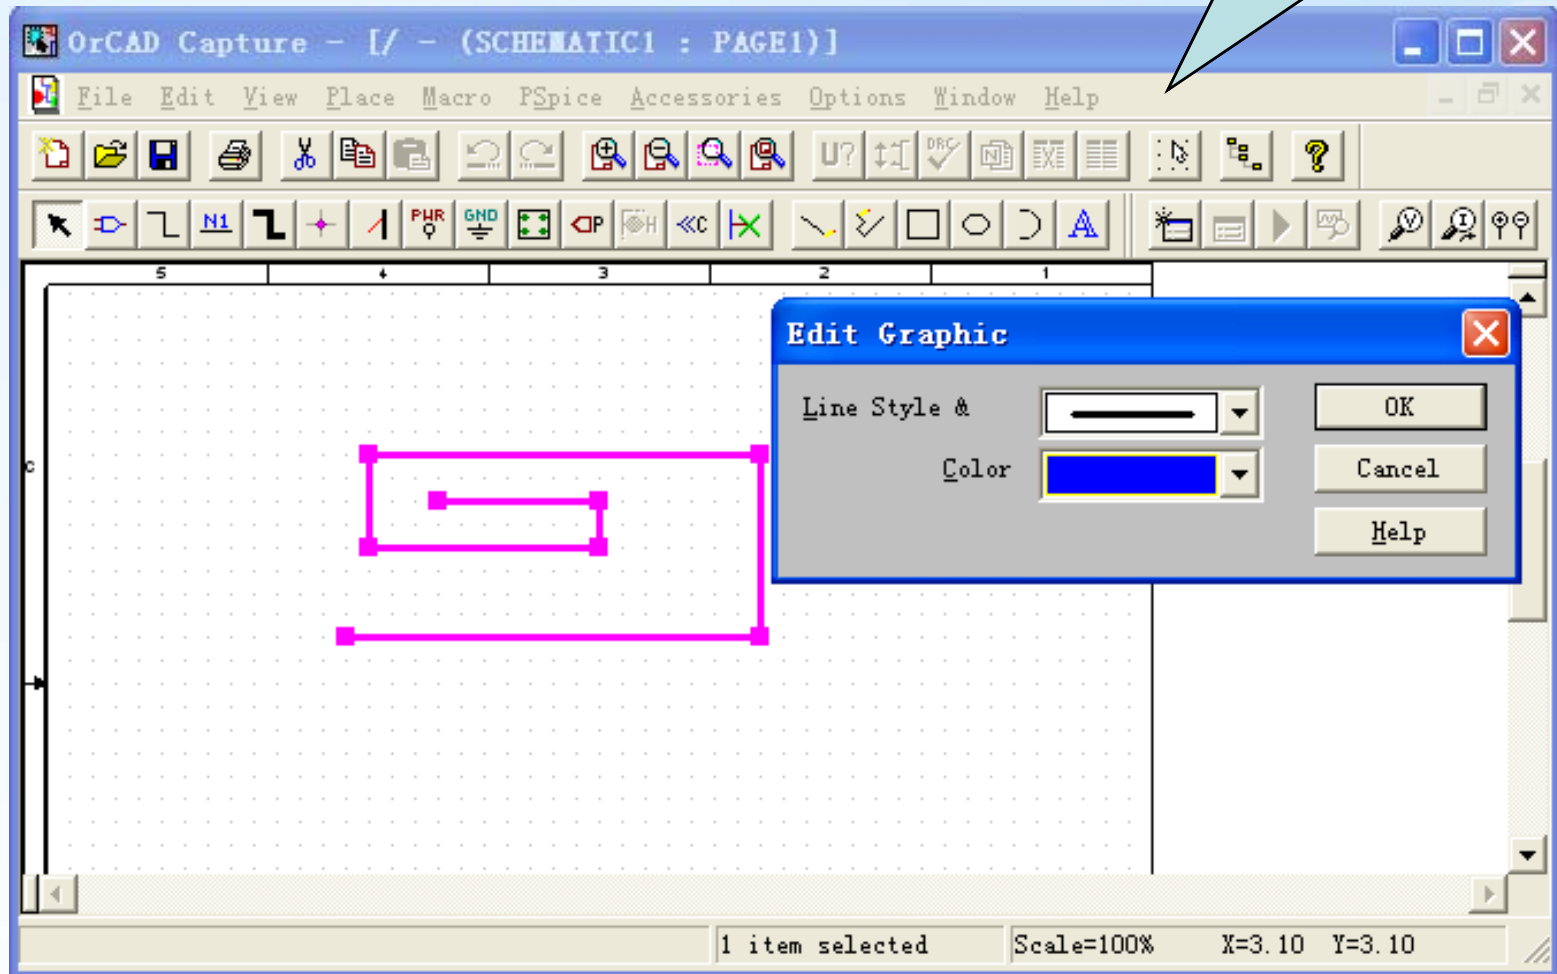 OrCAD Capture - [/ - (SCHEMATIC1 : PAGE1)]
File Edit View Place Macro PSpice Accessories Options Window Help
U? DRC
N1 PWR GND P H C A V I
5 4 3 2 1
Edit Graphic
Line Style & OK
C
Color Cancel
Help
1 item selected Scale=100% X=3.10 Y=3.10